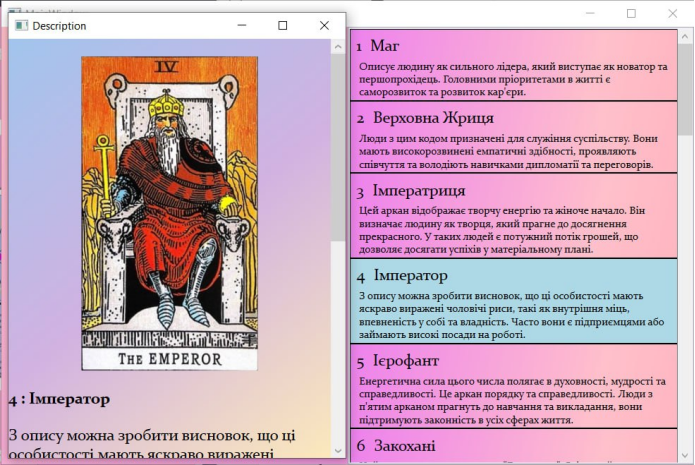 Description
IV
THE EMPEROR
4 : Імператор
З опису можна зробити висновок, що ці
особистості мають яскраво виражені
1 Маг
Описує людину як сильного лідера, який виступає як новатор та
першопрохідець. Головними пріоритетами в житті є
саморозвиток та розвиток кар'єри.
2 Верховна Жриця
Люди з цим кодом призначені для служіння суспільству. Вони
мають високорозвинені емпатичні здібності, проявляють
співчуття та володіють навичками дипломатії та переговорів.
3 Імператриця
Цей аркан відображає творчу енергію та жіноче начало. Він
визначає людину як творця, який прагне до досягнення
прекрасного. У таких людей є потужний потік грошей, що
дозволяє досягати успіхів у матеріальному плані.
4 Імператор
З опису можна зробити висновок, що ці особистості мають
яскраво виражені чоловічі риси, такі як внутрішня міць,
впевненість у собі та владність. Часто вони є підприємцями або
займають високі посади на роботі.
5 Ієрофант
Енергетична сила цього числа полягає в духовності, мудрості та
справедливості. Це аркан порядку та справедливості. Люди з
п'ятим арканом прагнуть до навчання та викладання, вони
підтримують законність в усіх сферах життя.
6 Закохані